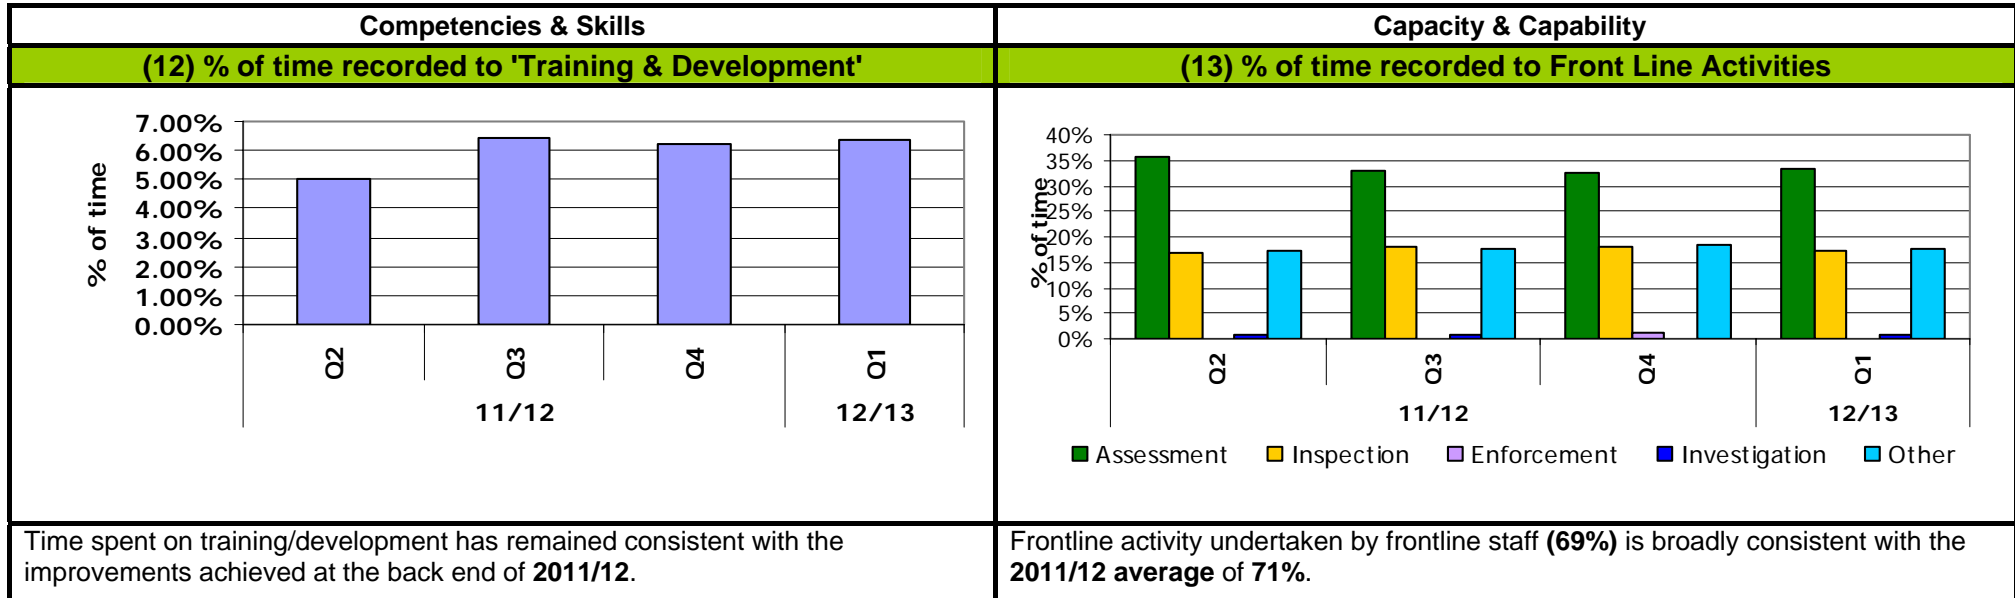 Competencies & Skills
Capacity & Capability
(12) % of time recorded to 'Training & Development'
(13) % of time recorded to Front Line Activities
7.00%
6.00%
5.00%
4.00%
3.00%
2.00%
1.00%
0.00%
% of time
Q2
Q3
Q4
Q1
11/12
12/13
40%
35%
30%
25%
20%
15%
10%
5%
0%
% of time
Q2
Q3
Q4
Q1
11/12
12/13
Assessment
Inspection
Enforcement
Investigation
Other
Time spent on training/development has remained consistent with the
improvements achieved at the back end of 2011/12.
Frontline activity undertaken by frontline staff (69%) is broadly consistent with the
2011/12 average of 71%.